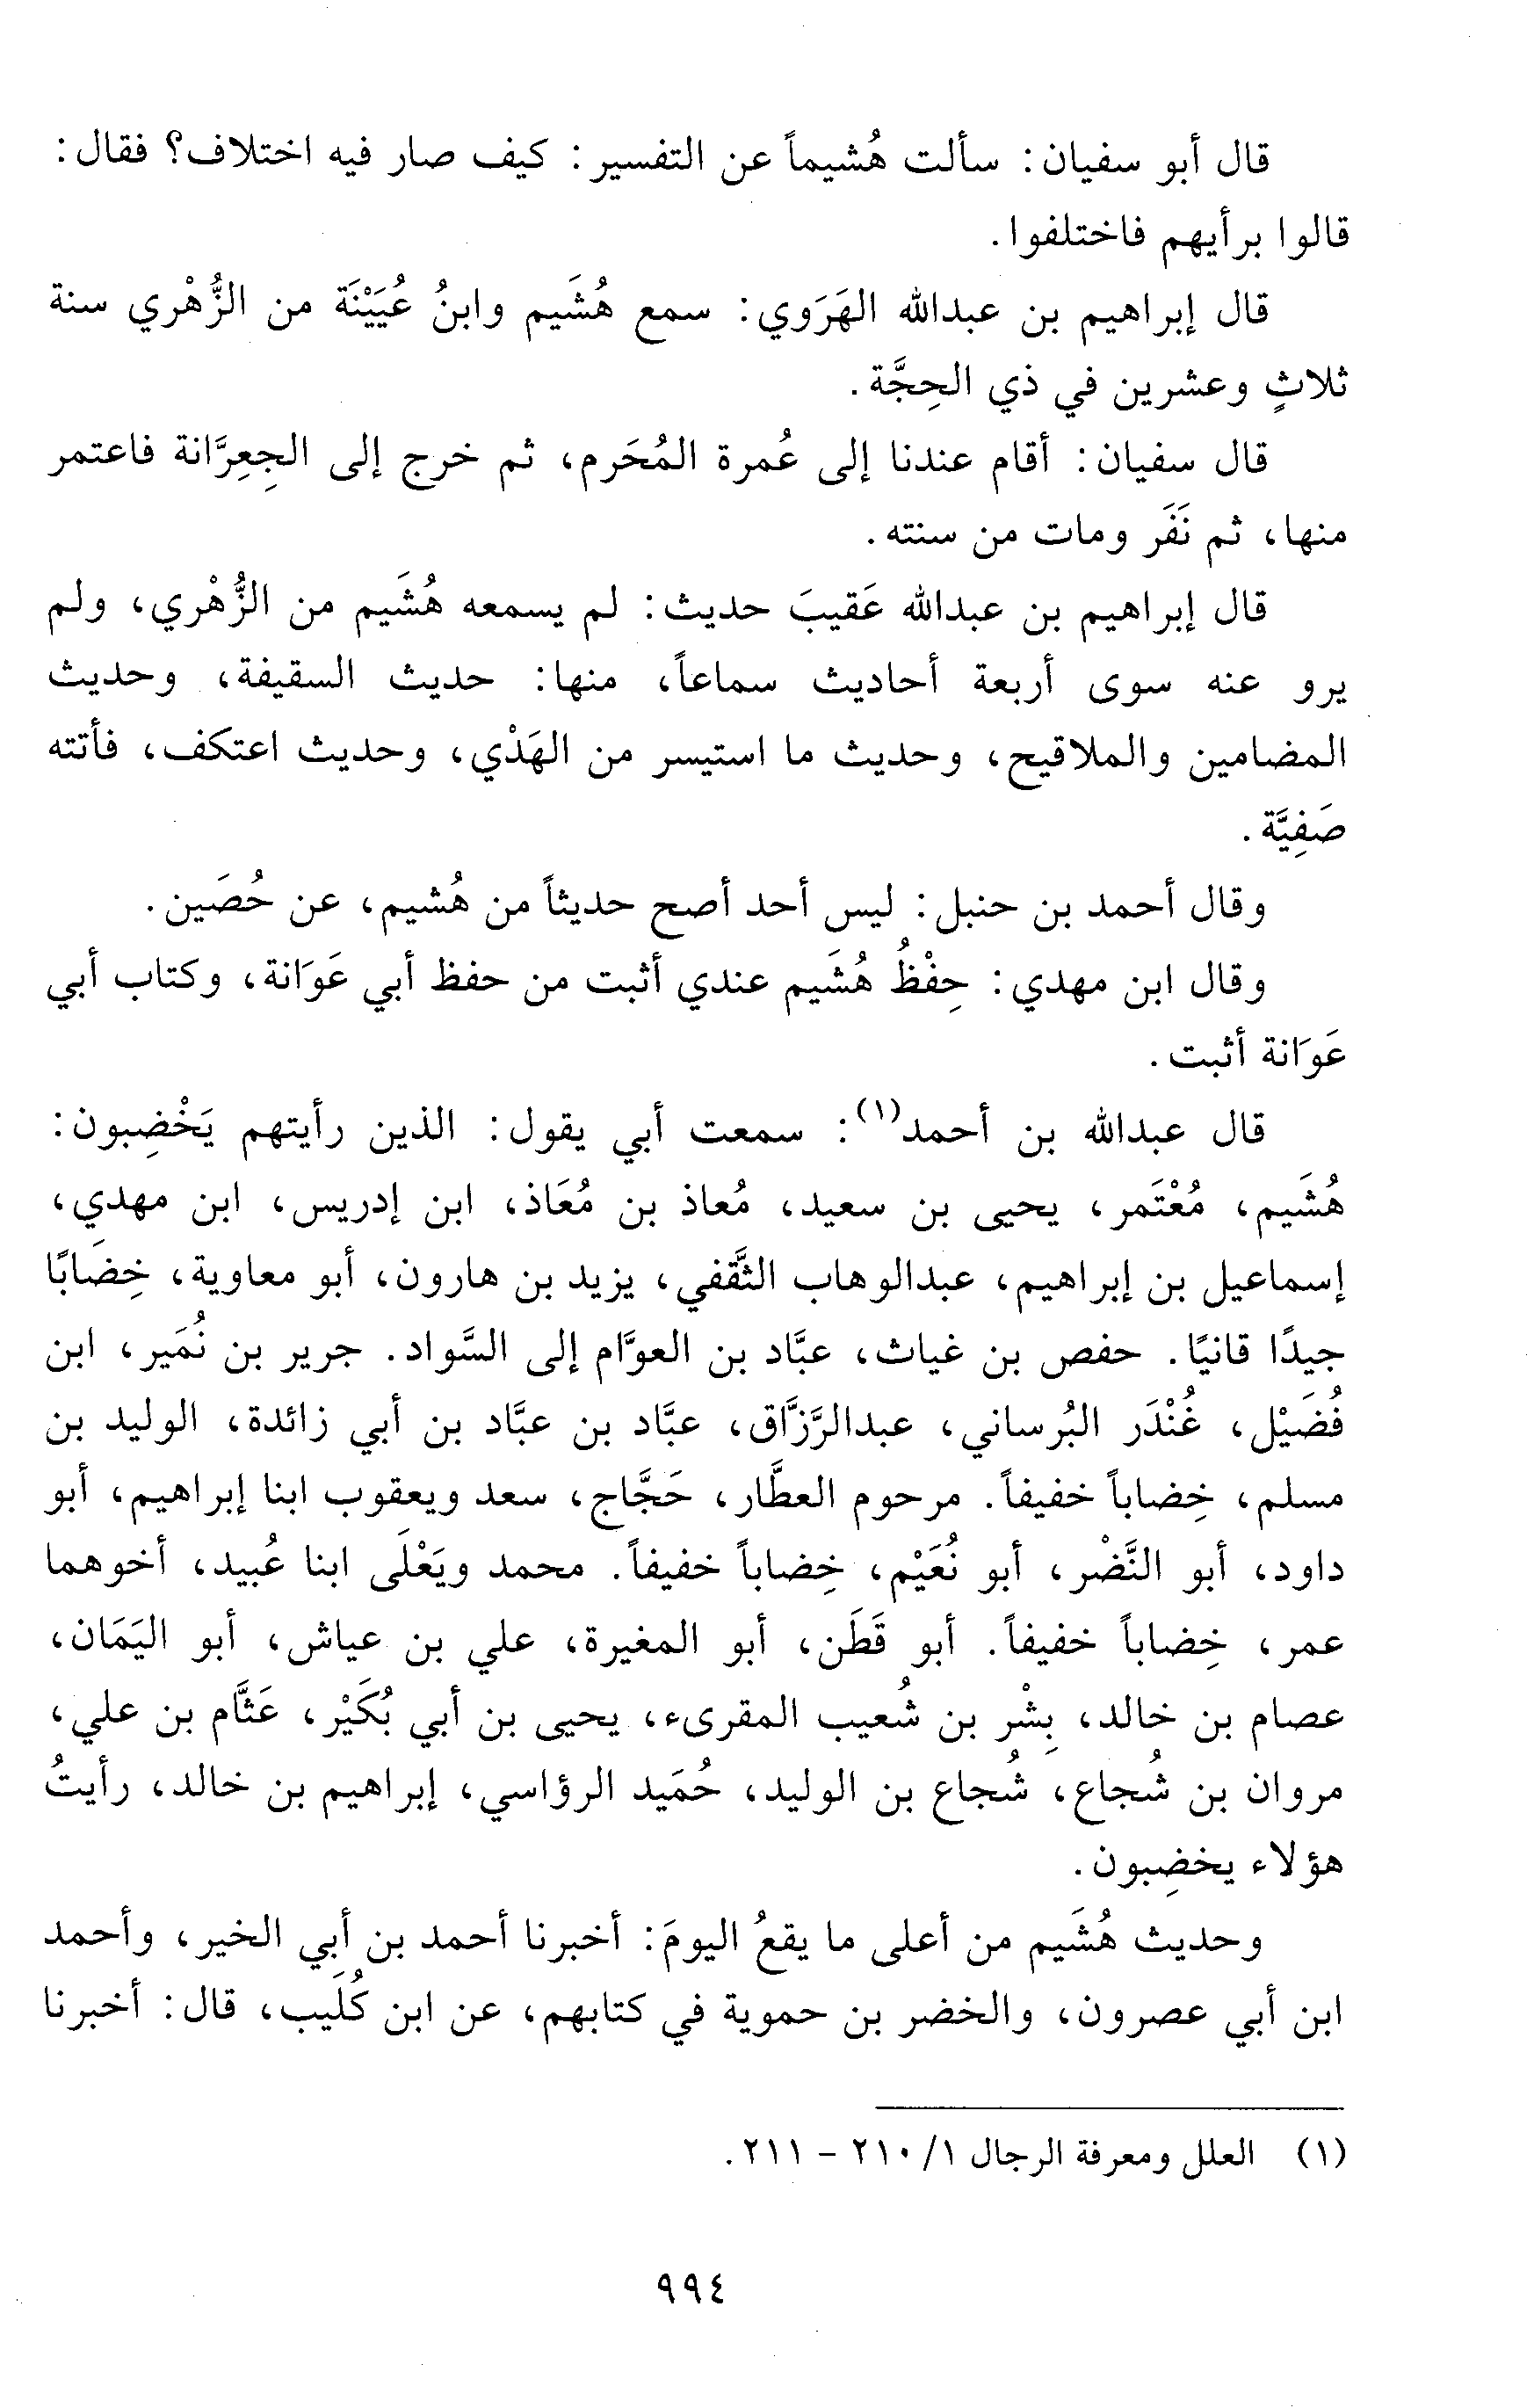 قال أبو سفيان: سألت هُشيماً عن التفسير: كيف صار فيه اختلاف؟ فقال:
قالوا برأيهم فاختلفوا.
قال إبراهيم بن عبدالله الهَرَوي: سمع هُشَيم وابنُ عُيَيْنَة من الزُّهْري سنة
ثلاثٍ وعشرين في ذي الحِجَّة.
قال سفيان: أقام عندنا إلى عُمرة المُحَرم، ثم خرج إلى الجِعِرَّانة فاعتمر
منها، ثم نَفَر ومات من سنته.
قال إبراهيم بن عبدالله عَقيبَ حديث: لم يسمعه هُشَيم من الزُّهْري، ولم
يرو عنه سوى أربعة أحاديث سماعاً، منها: حديث السقيفة، وحديث
المضامين والملاقيح، وحديث ما استيسر من الهَدْي، وحديث اعتكف، فأتته
صَفِيَّة.
وقال أحمد بن حنبل: ليس أحد أصح حديثاً من هُشيم، عن حُصَين.
وقال ابن مهدي: حِفْظُ هُشَيم عندي أثبت من حفظ أبي عَوَانة، وكتاب أبي
عَوَانة أثبت.
قال عبدالله بن أحمد(١): سمعت أبي يقول: الذين رأيتهم يَخْضِبون:
هُشَيم، مُعْتَمر، يحيى بن سعيد، مُعاذ بن مُعَاذ، ابن إدريس، ابن مهدي،
إسماعيل بن إبراهيم، عبدالوهاب الثَّقفي، يزيد بن هارون، أبو معاوية، خِضَابًا
جيدًا قانيًا. حفص بن غياث، عبَّاد بن العوَّام إلى السَّواد. جرير بن نُمَير، ابن
فُضَيْل، غُنْدَر البُرساني، عبدالرَّزَّاق، عبَّاد بن عبَّاد بن أبي زائدة، الوليد بن
مسلم، خِضاباً خفيفاً. مرحوم العطَّار، حَجَّاج، سعد ويعقوب ابنا إبراهيم، أبو
داود، أبو النَّضْر، أبو نُعَيْم، خِضاباً خفيفاً. محمد ويَعْلَى ابنا عُبيد، أخوهما
عمر، خِضاباً خفيفاً. أبو قَطَن، أبو المغيرة، علي بن عياش، أبو اليَمَان،
عصام بن خالد، بِشْر بن شُعيب المقرىء، يحيى بن أبي بُكَيْر، عَثَّام بن علي،
مروان بن شُجاع، شُجاع بن الوليد، حُمَيد الرؤاسي، إبراهيم بن خالد، رأيتُ
هؤلاء يخضِبون.
وحديث هُشَيم من أعلى ما يقعُ اليومَ: أخبرنا أحمد بن أبي الخير، وأحمد
ابن أبي عصرون، والخضر بن حموية في كتابهم، عن ابن كُلَيب، قال: أخبرنا
(١) العلل ومعرفة الرجال ١/ ٢١٠ - ٢١١.
٩٩٤